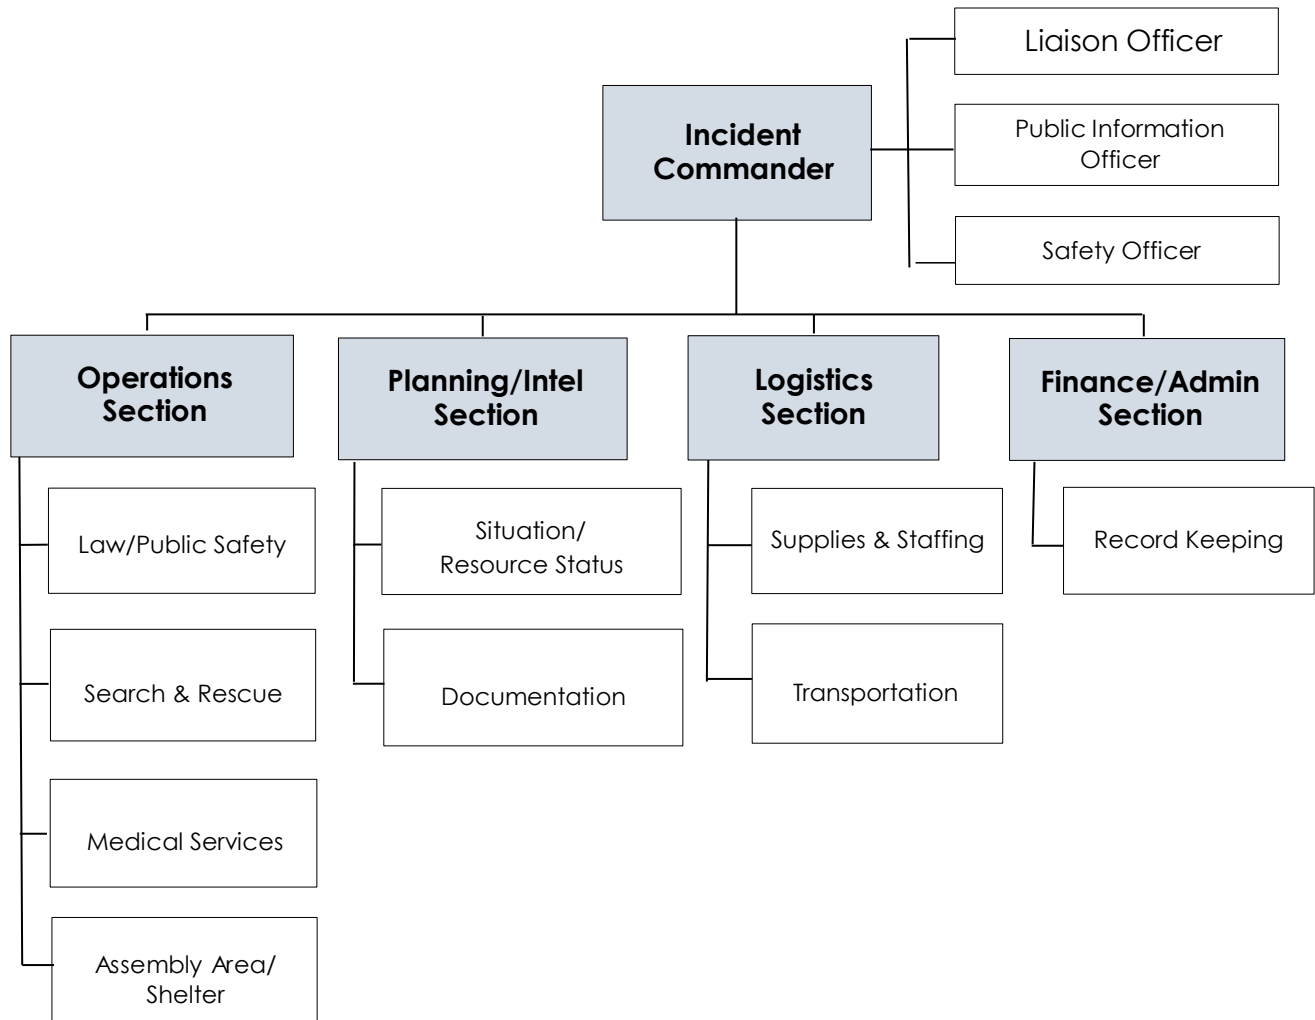 Liaison Officer
Incident
Commander
Public Information
Officer
Safety Officer
Operations
Section
Planning/Intel
Section
Logistics
Section
Finance/Admin
Section
Law/Public Safety
Situation/
Resource Status
Supplies & Staffing
Record Keeping
Search & Rescue
Documentation
Transportation
Medical Services
Assembly Area/
Shelter